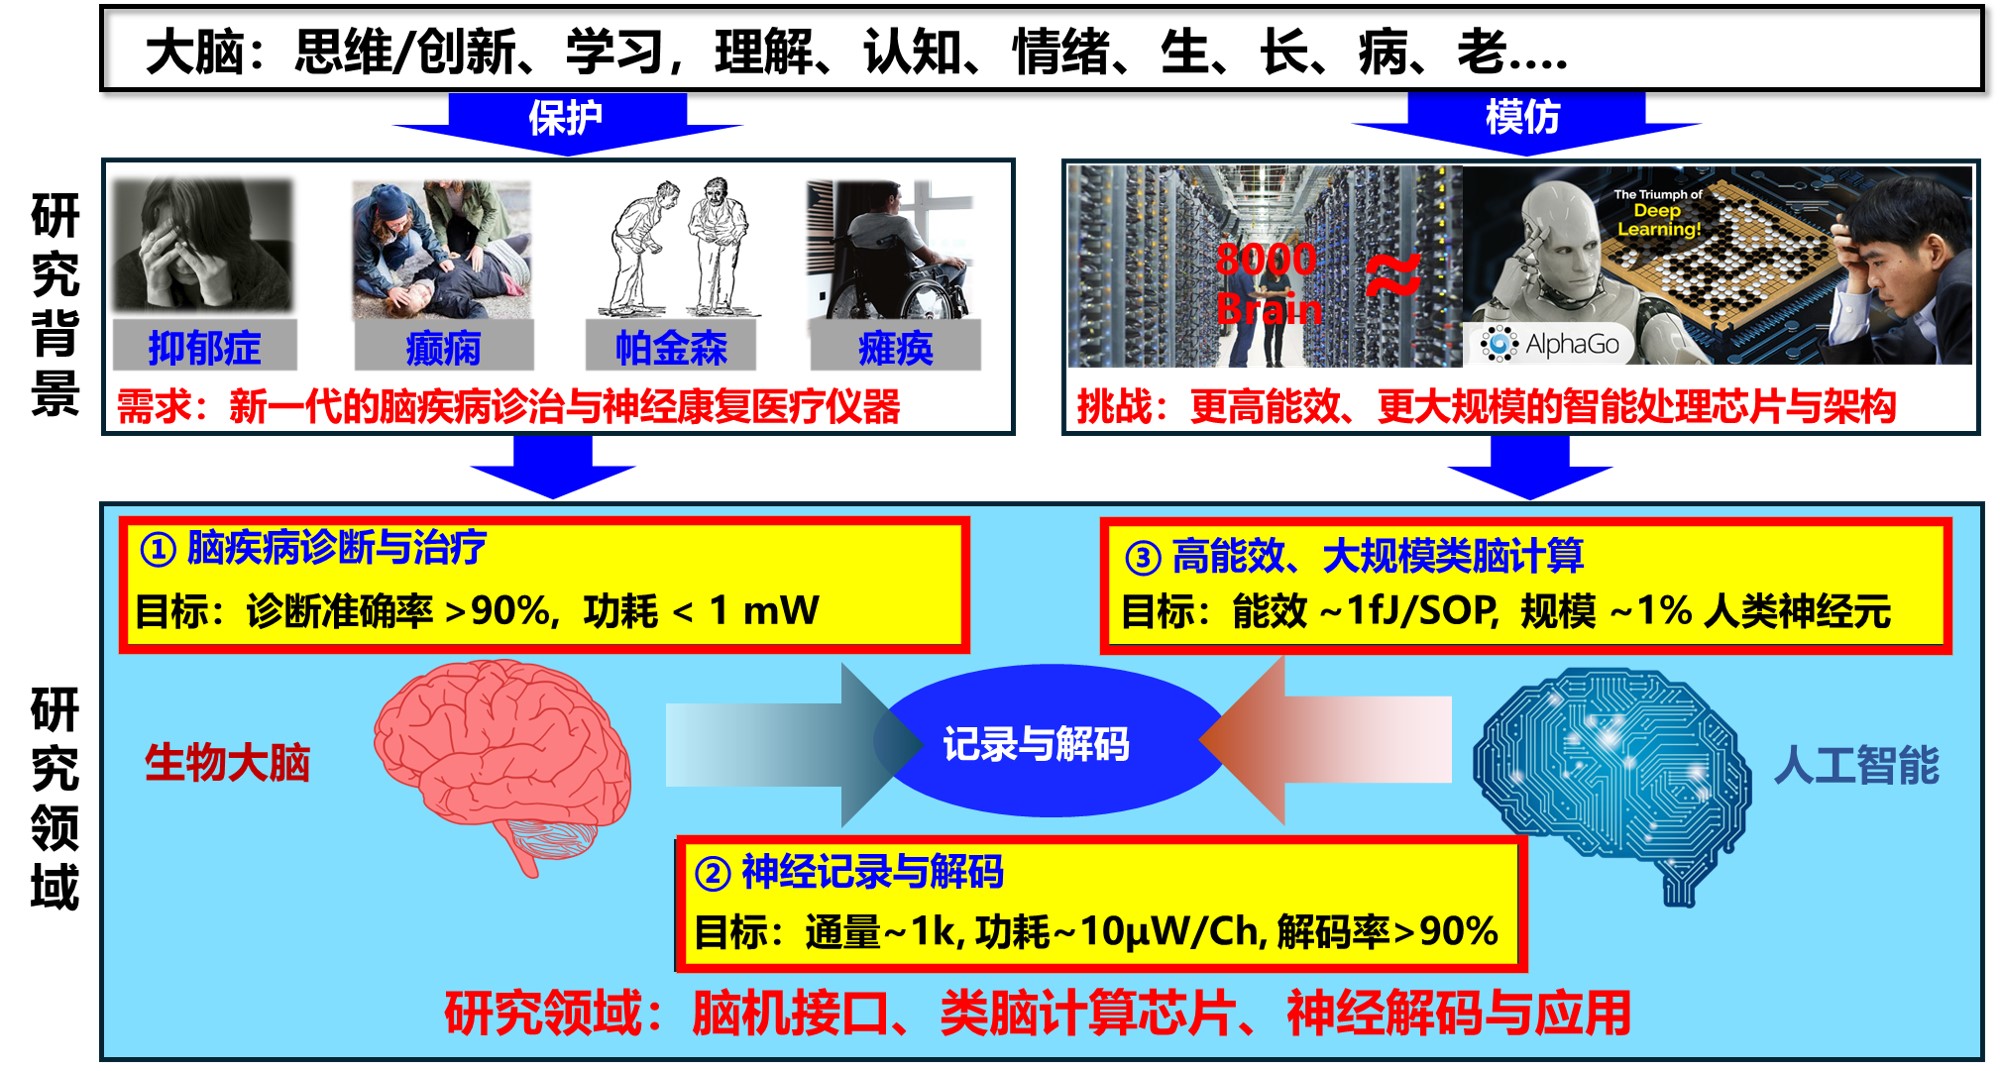 大脑：思维/创新、学习，理解、认知、情绪、生、长、病、老....
保护
模仿
研究背景
抑郁症
癫痫
帕金森
瘫痪
需求：新一代的脑疾病诊治与神经康复医疗仪器
8000
Brain
≈
The Triumph of
Deep
Learning!
AlphaGo
挑战：更高能效、更大规模的智能处理芯片与架构
研究领域
① 脑疾病诊断与治疗
目标：诊断准确率 >90%，功耗 < 1 mW
③ 高能效、大规模类脑计算
目标：能效 ~1fJ/SOP, 规模 ~1% 人类神经元
生物大脑
记录与解码
人工智能
② 神经记录与解码
目标：通量~1k, 功耗~10μW/Ch, 解码率>90%
研究领域：脑机接口、类脑计算芯片、神经解码与应用